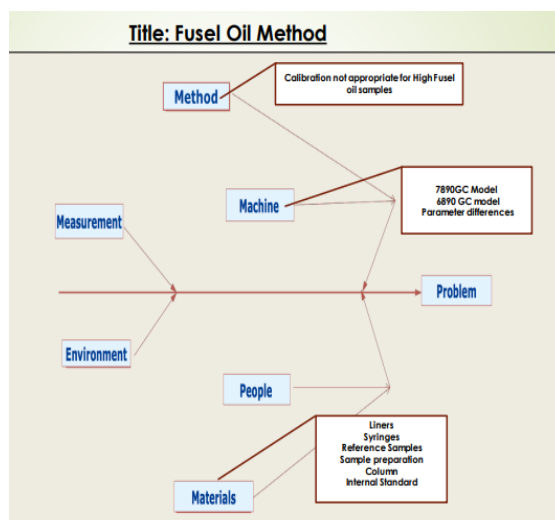 Title: Fusel Oil Method
Calibration not appropriate for High Fusel
oil samples
Method
7890GC Model
6890 GC model
Parameter differences
Machine
Measurement
Problem
Environment
People
Liners
Syringes
Reference Samples
Sample preparation
Column
Internal Standard
Materials